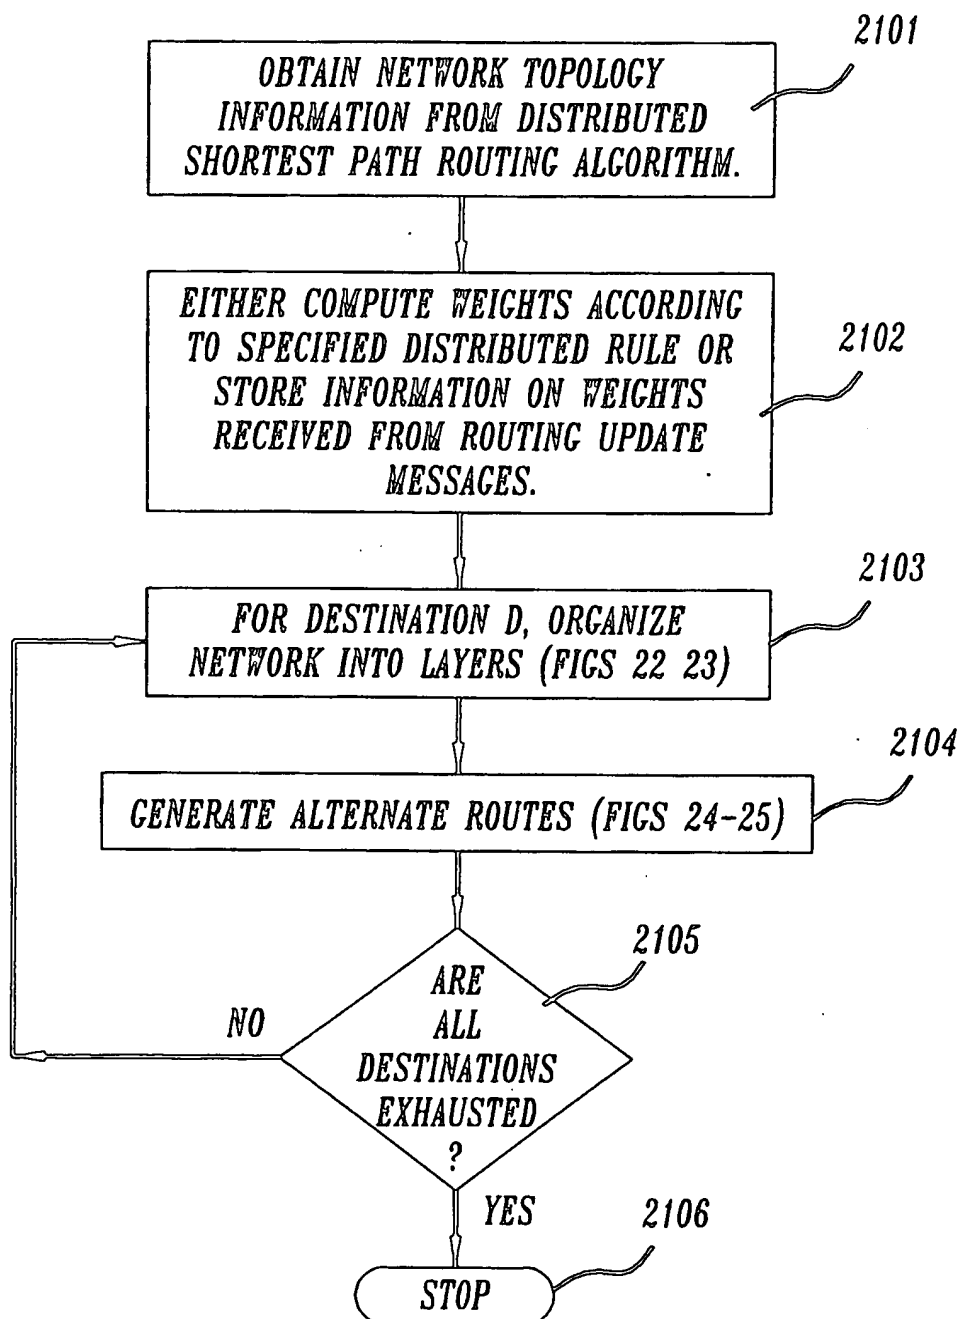 2101
OBTAIN NETWORK TOPOLOGY
INFORMATION FROM DISTRIBUTED
SHORTEST PATH ROUTING ALGORITHM.
EITHER COMPUTE WEIGHTS ACCORDING
TO SPECIFIED DISTRIBUTED RULE OR
STORE INFORMATION ON WEIGHTS
RECEIVED FROM ROUTING UPDATE
MESSAGES.
2102
2103
FOR DESTINATION D, ORGANIZE
NETWORK INTO LAYERS (FIGS 22 23)
2104
GENERATE ALTERNATE ROUTES (FIGS 24-25)
2105
ARE
ALL
DESTINATIONS
EXHAUSTED
?
NO
YES
2106
STOP